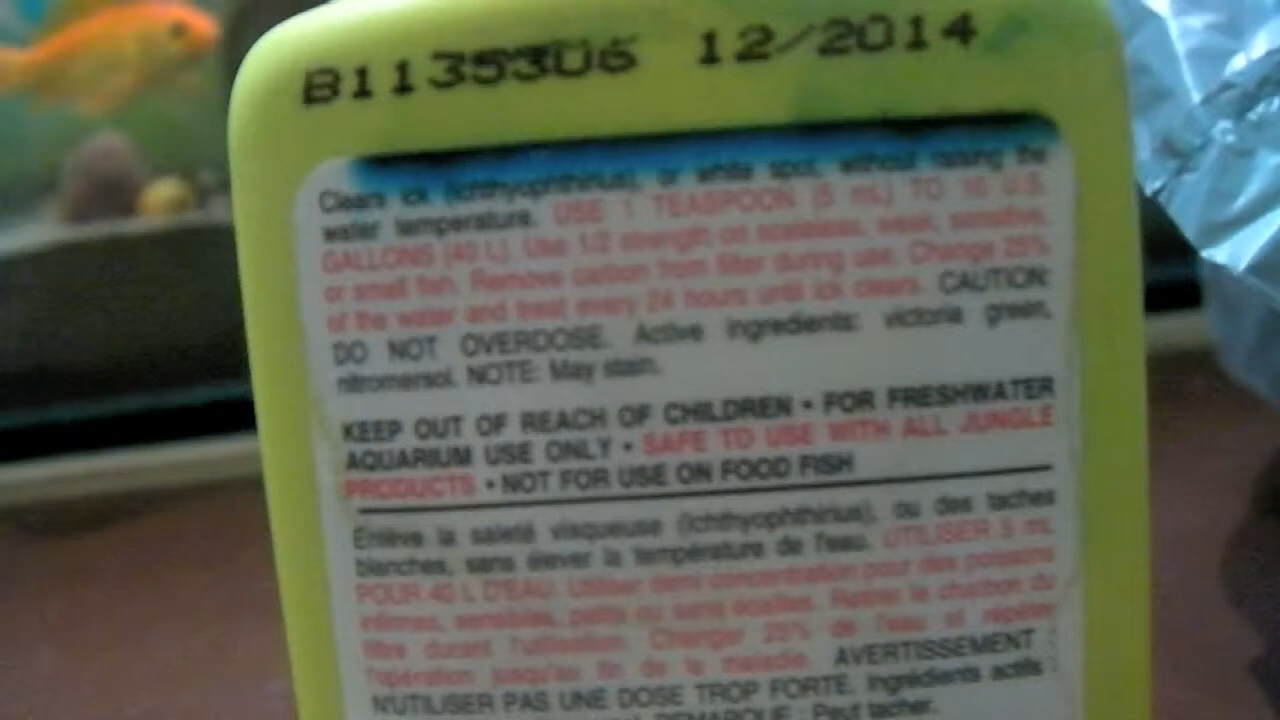 B1135306 12/2014
Clears ick (ichthyophthirius), or white spot, without raising the
water temperature. USE 1 TEASPOON (5 mL) TO 10 U.S.
GALLONS (40 L). Use 1/2 strength on scaleless, weak, sensitive,
or small fish. Remove carbon from filter during use. Change 25%
of the water and treat every 24 hours until ick clears. CAUTION:
DO NOT OVERDOSE. Active ingredients: victoria green,
nitromersol. NOTE: May stain.
KEEP OUT OF REACH OF CHILDREN • FOR FRESHWATER
AQUARIUM USE ONLY • SAFE TO USE WITH ALL JUNGLE
PRODUCTS • NOT FOR USE ON FOOD FISH
Enlève la saleté visqueuse (ichthyophthirius), ou des taches
blanches, sans élever la température de l'eau. UTILISER 5 mL
POUR 40 L D'EAU. Utiliser demi concentration pour des poissons
infirmes, sensibles, petits ou sans écailles. Retirer le charbon du
filtre durant l'utilisation. Changer 25% de l'eau et répéter
l'opération jusqu'au fin de la maladie. AVERTISSEMENT :
N'UTILISER PAS UNE DOSE TROP FORTE. Ingrédients actifs
REMARQUE : Peut tacher.